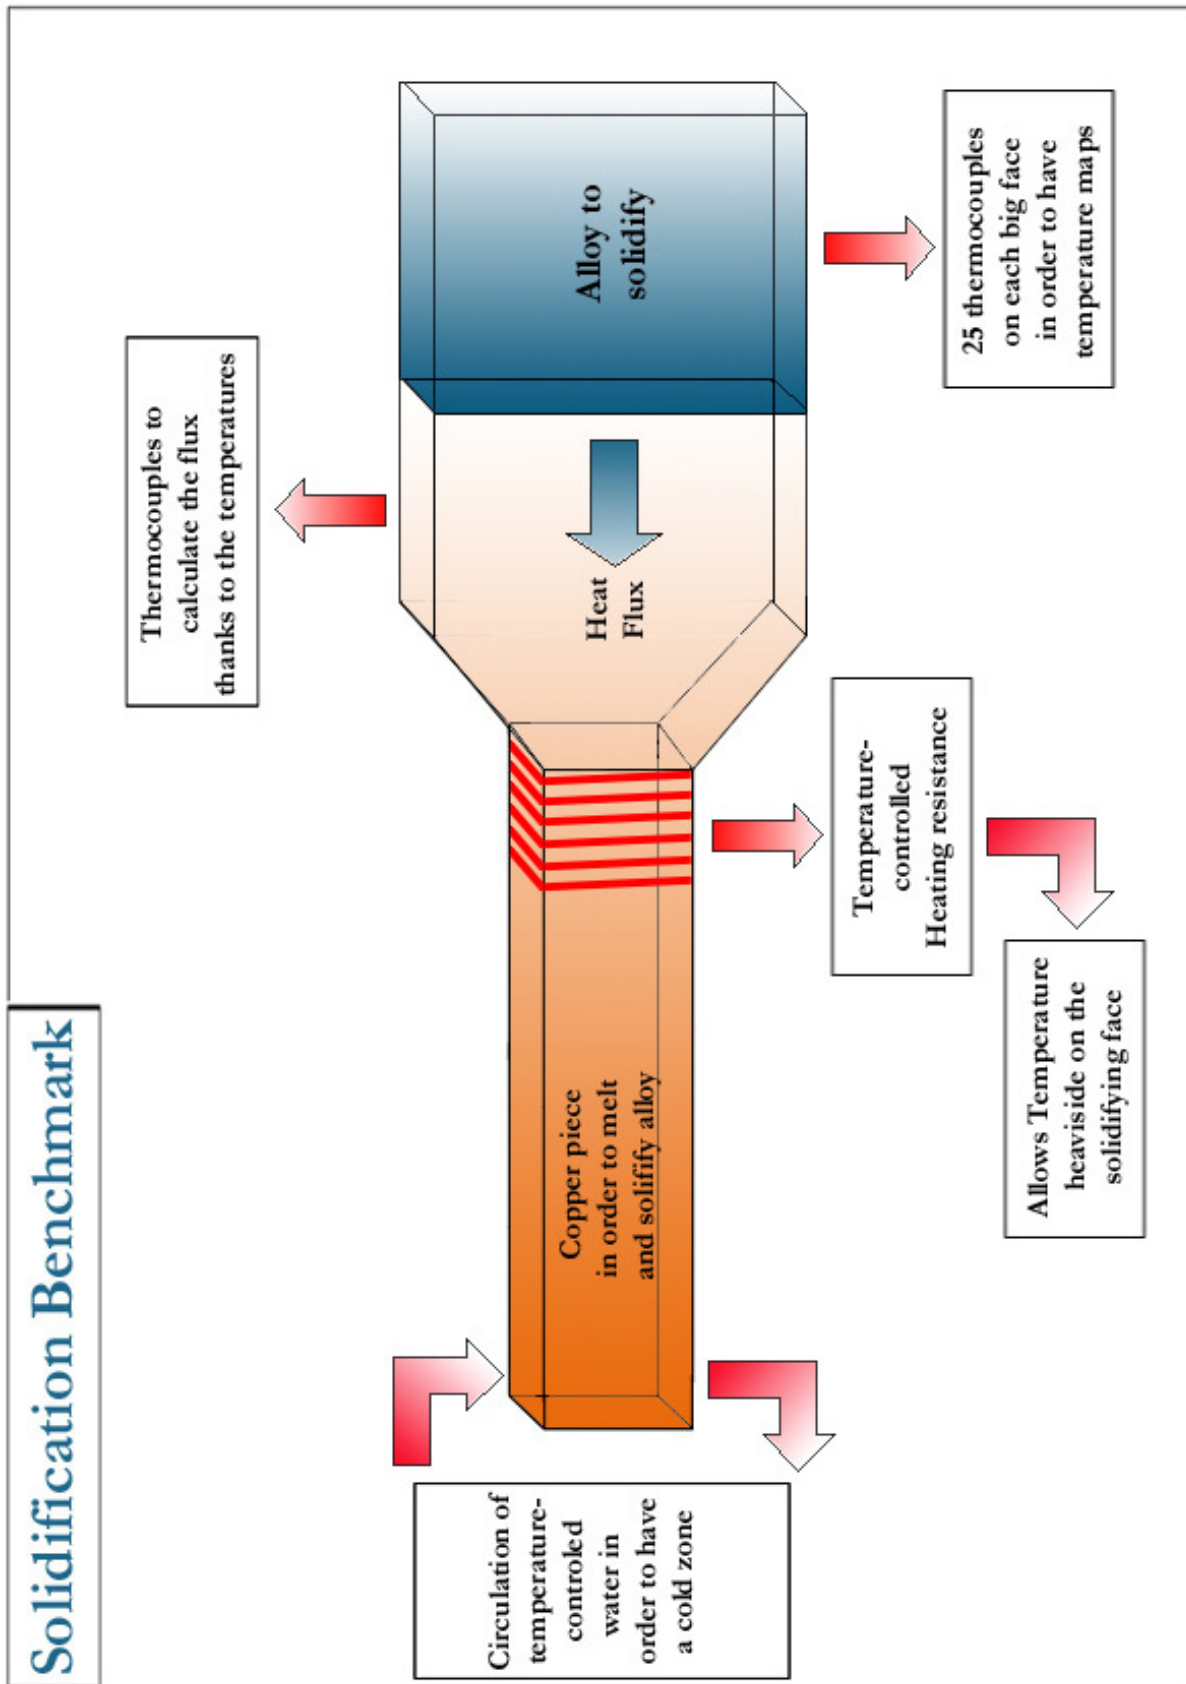 Solidification Benchmark
Thermocouples to
calculate the flux
thanks to the temperatures
Alloy to
solidify
25 thermocouples
on each big face
in order to have
temperature maps
Heat
Flux
Temperature-
controlled
Heating resistance
Allows Temperature
heaviside on the
solidifying face
Copper piece
in order to melt
and solifify alloy
Circulation of
temperature-
controled
water in
order to have
a cold zone